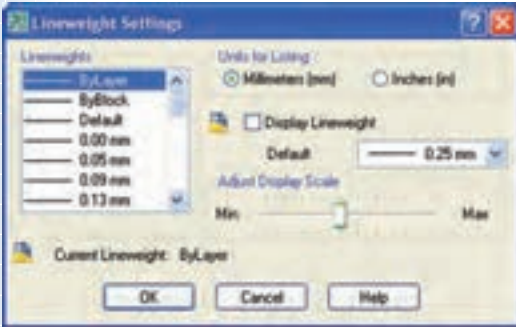 Lineweight Settings
Lineweights
ByLayer
ByBlock
Default
0.00 mm
0.05 mm
0.09 mm
0.13 mm
Units for Listing
Millimeters (mm)
Inches (in)
Display Lineweight
Default
0.25 mm
Adjust Display Scale
Min
Max
Current Lineweight: ByLayer
OK
Cancel
Help